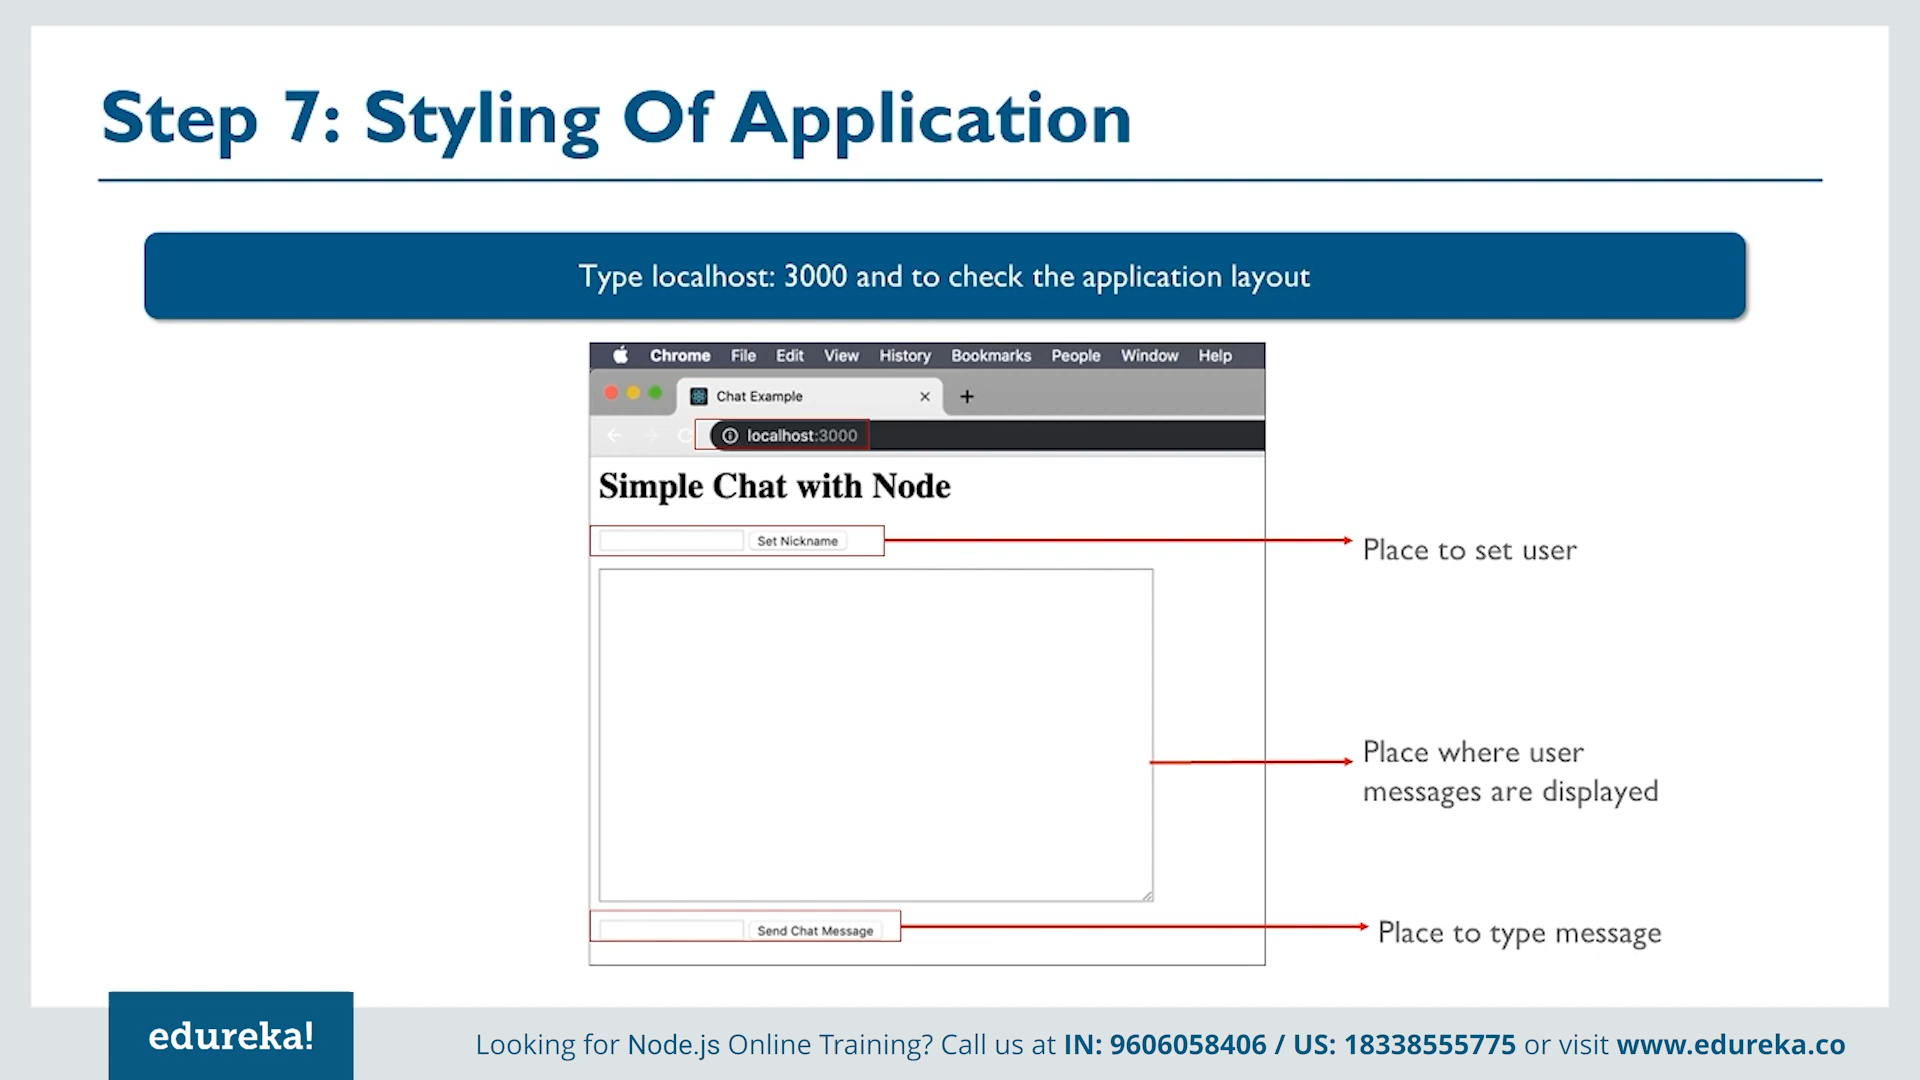 Step 7: Styling Of Application
Type localhost: 3000 and to check the application layout
Chrome File Edit View History Bookmarks People Window Help
Chat Example
localhost:3000
Simple Chat with Node
Set Nickname
Place to set user
Place where user
messages are displayed
Send Chat Message
Place to type message
edureka!
Looking for Node.js Online Training? Call us at IN: 9606058406 / US: 18338555775 or visit www.edureka.co